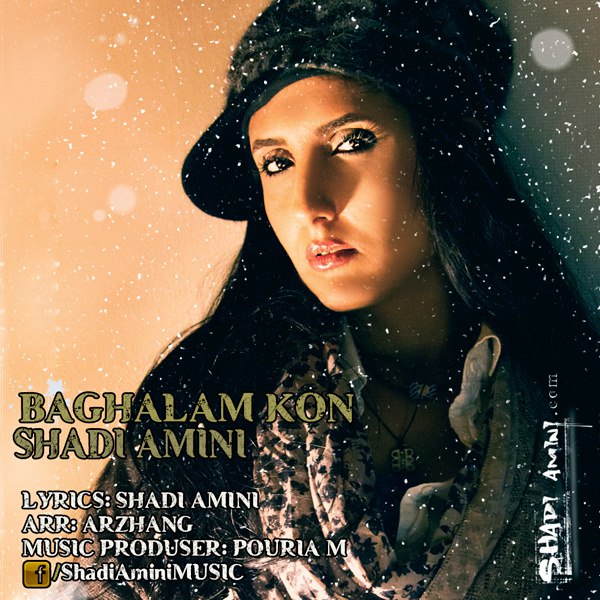 BAGHALAM KON
SHADI AMINI
LYRICS: SHADI AMINI
ARR: ARZHANG
MUSIC PRODUSER: POURIA M
f/ShadiAminiMUSIC
SHADI AMINI.com